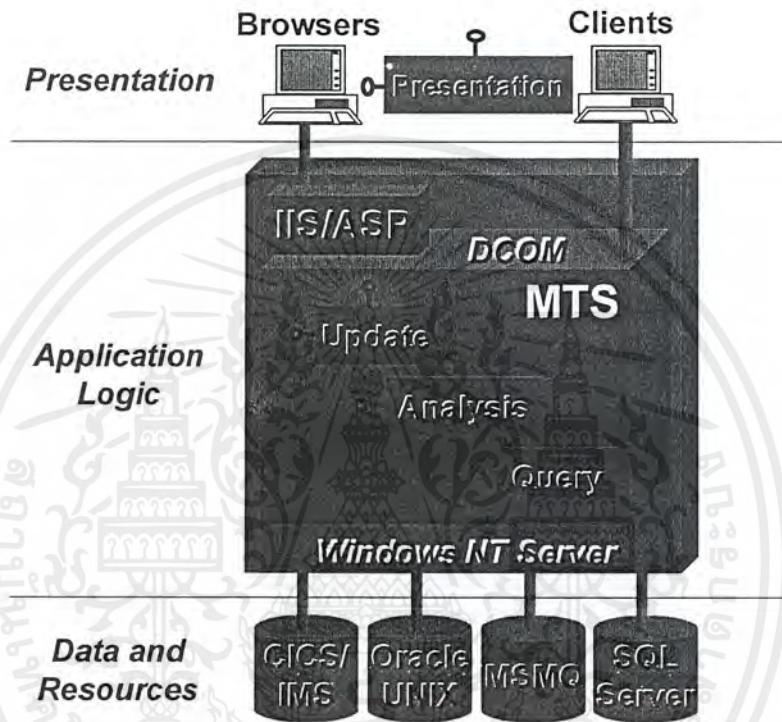 Browsers
Clients
Presentation
Presentation
IIS/ASP
DCOM
MTS
Update
Application
Logic
Analysis
Query
Windows NT Server
Data and
Resources
CICS/
IMS
Oracle
UNIX
MSMQ
SQL
Server